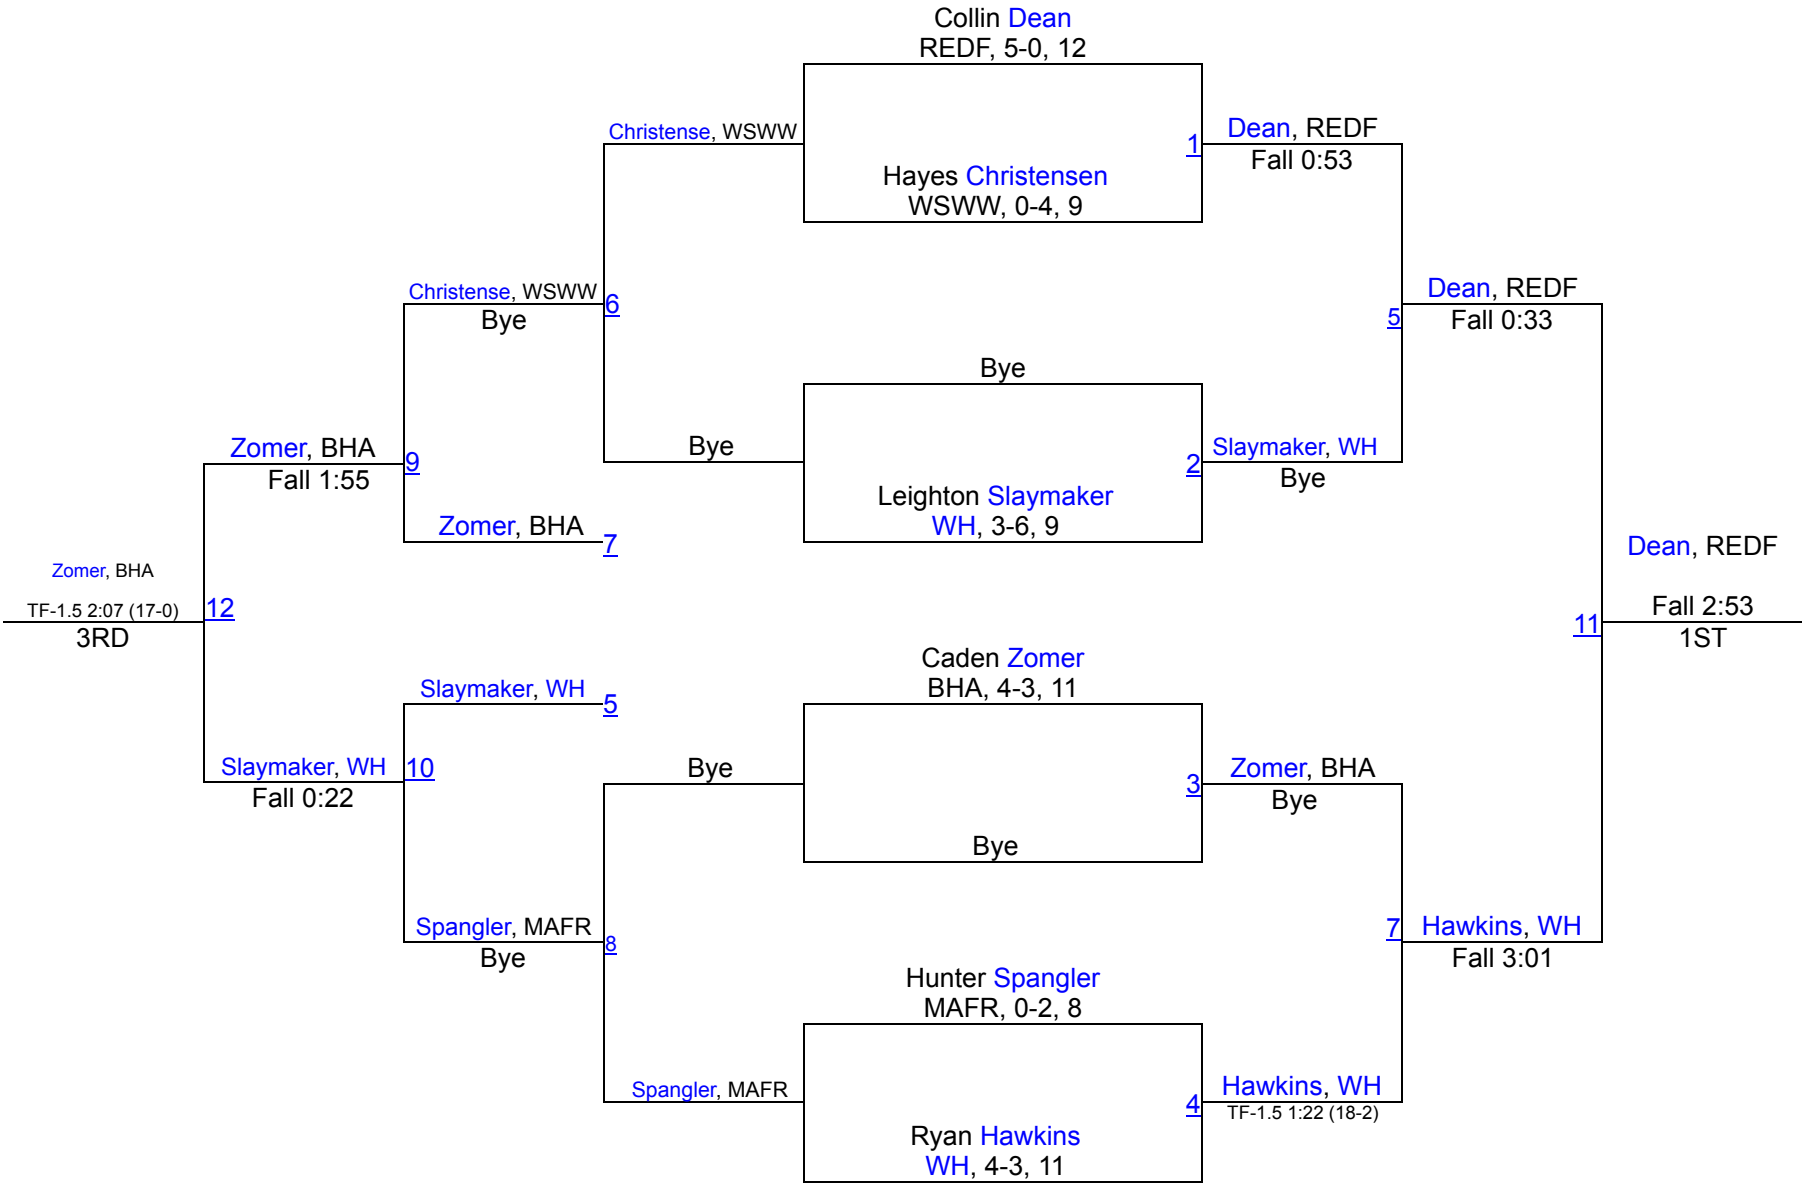 Collin Dean
REDF, 5-0, 12
Christense, WSWW
1
Dean, REDF
Fall 0:53
Hayes Christensen
WSWW, 0-4, 9
Christense, WSWW
Bye
6
Dean, REDF
Fall 0:33
5
Bye
Bye
Zomer, BHA
Fall 1:55
9
2
Slaymaker, WH
Bye
Leighton Slaymaker
WH, 3-6, 9
Zomer, BHA
7
Dean, REDF
Zomer, BHA
TF-1.5 2:07 (17-0)
3RD
12
Fall 2:53
1ST
11
Caden Zomer
BHA, 4-3, 11
Slaymaker, WH
5
Slaymaker, WH
Fall 0:22
10
Bye
3
Zomer, BHA
Bye
Bye
Spangler, MAFR
Bye
8
7
Hawkins, WH
Fall 3:01
Hunter Spangler
MAFR, 0-2, 8
Spangler, MAFR
4
Hawkins, WH
TF-1.5 1:22 (18-2)
Ryan Hawkins
WH, 4-3, 11